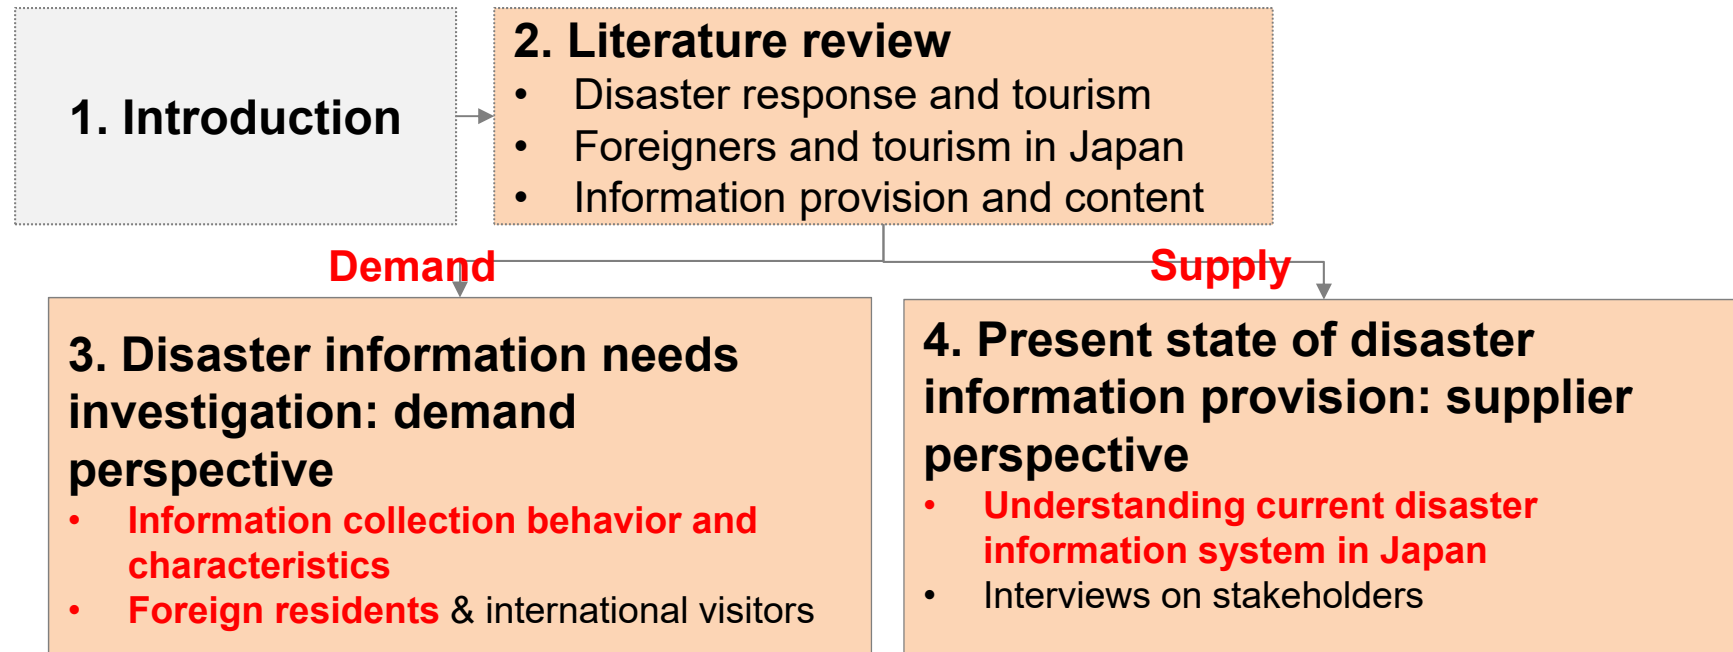 1. Introduction
2. Literature review
• Disaster response and tourism
• Foreigners and tourism in Japan
• Information provision and content
Demand
Supply
3. Disaster information needs
investigation: demand
perspective
• Information collection behavior and
characteristics
• Foreign residents & international visitors
4. Present state of disaster
information provision: supplier
perspective
• Understanding current disaster
information system in Japan
• Interviews on stakeholders